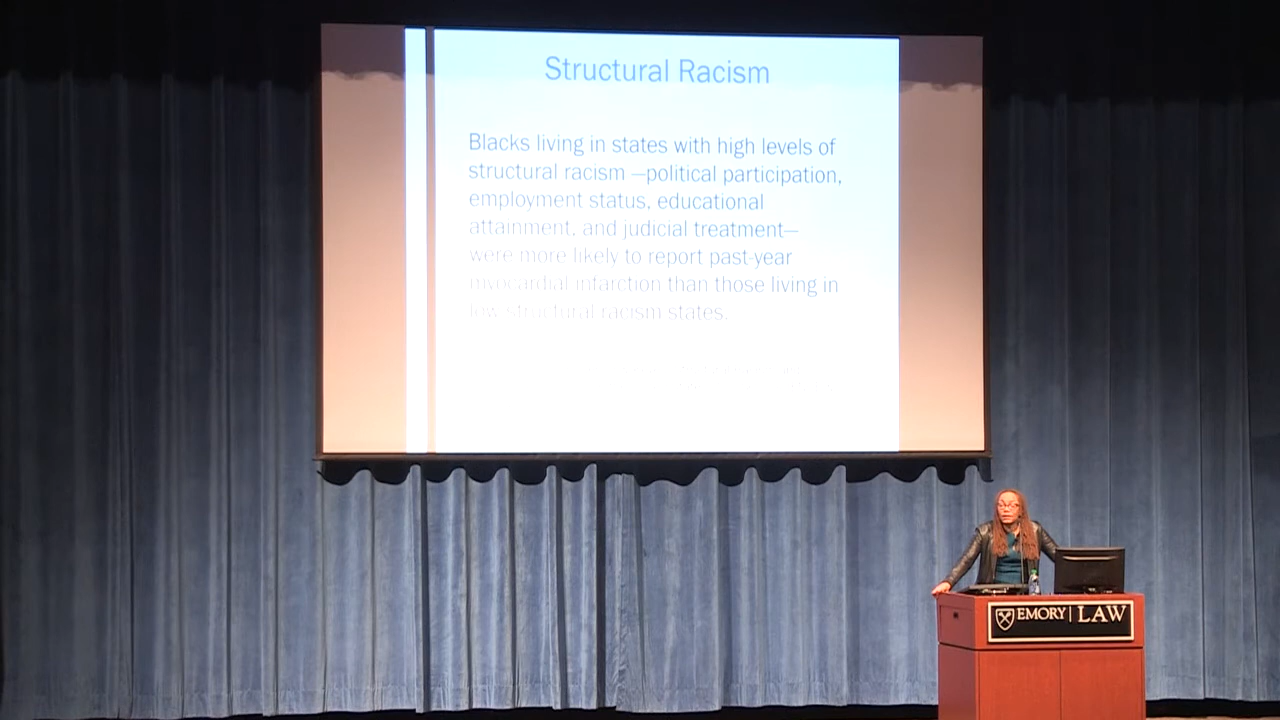 Structural Racism
Blacks living in states with high levels of
structural racism —political participation,
employment status, educational
attainment, and judicial treatment—
were more likely to report past-year
myocardial infarction than those living in
low structural racism states.
EMORY | LAW